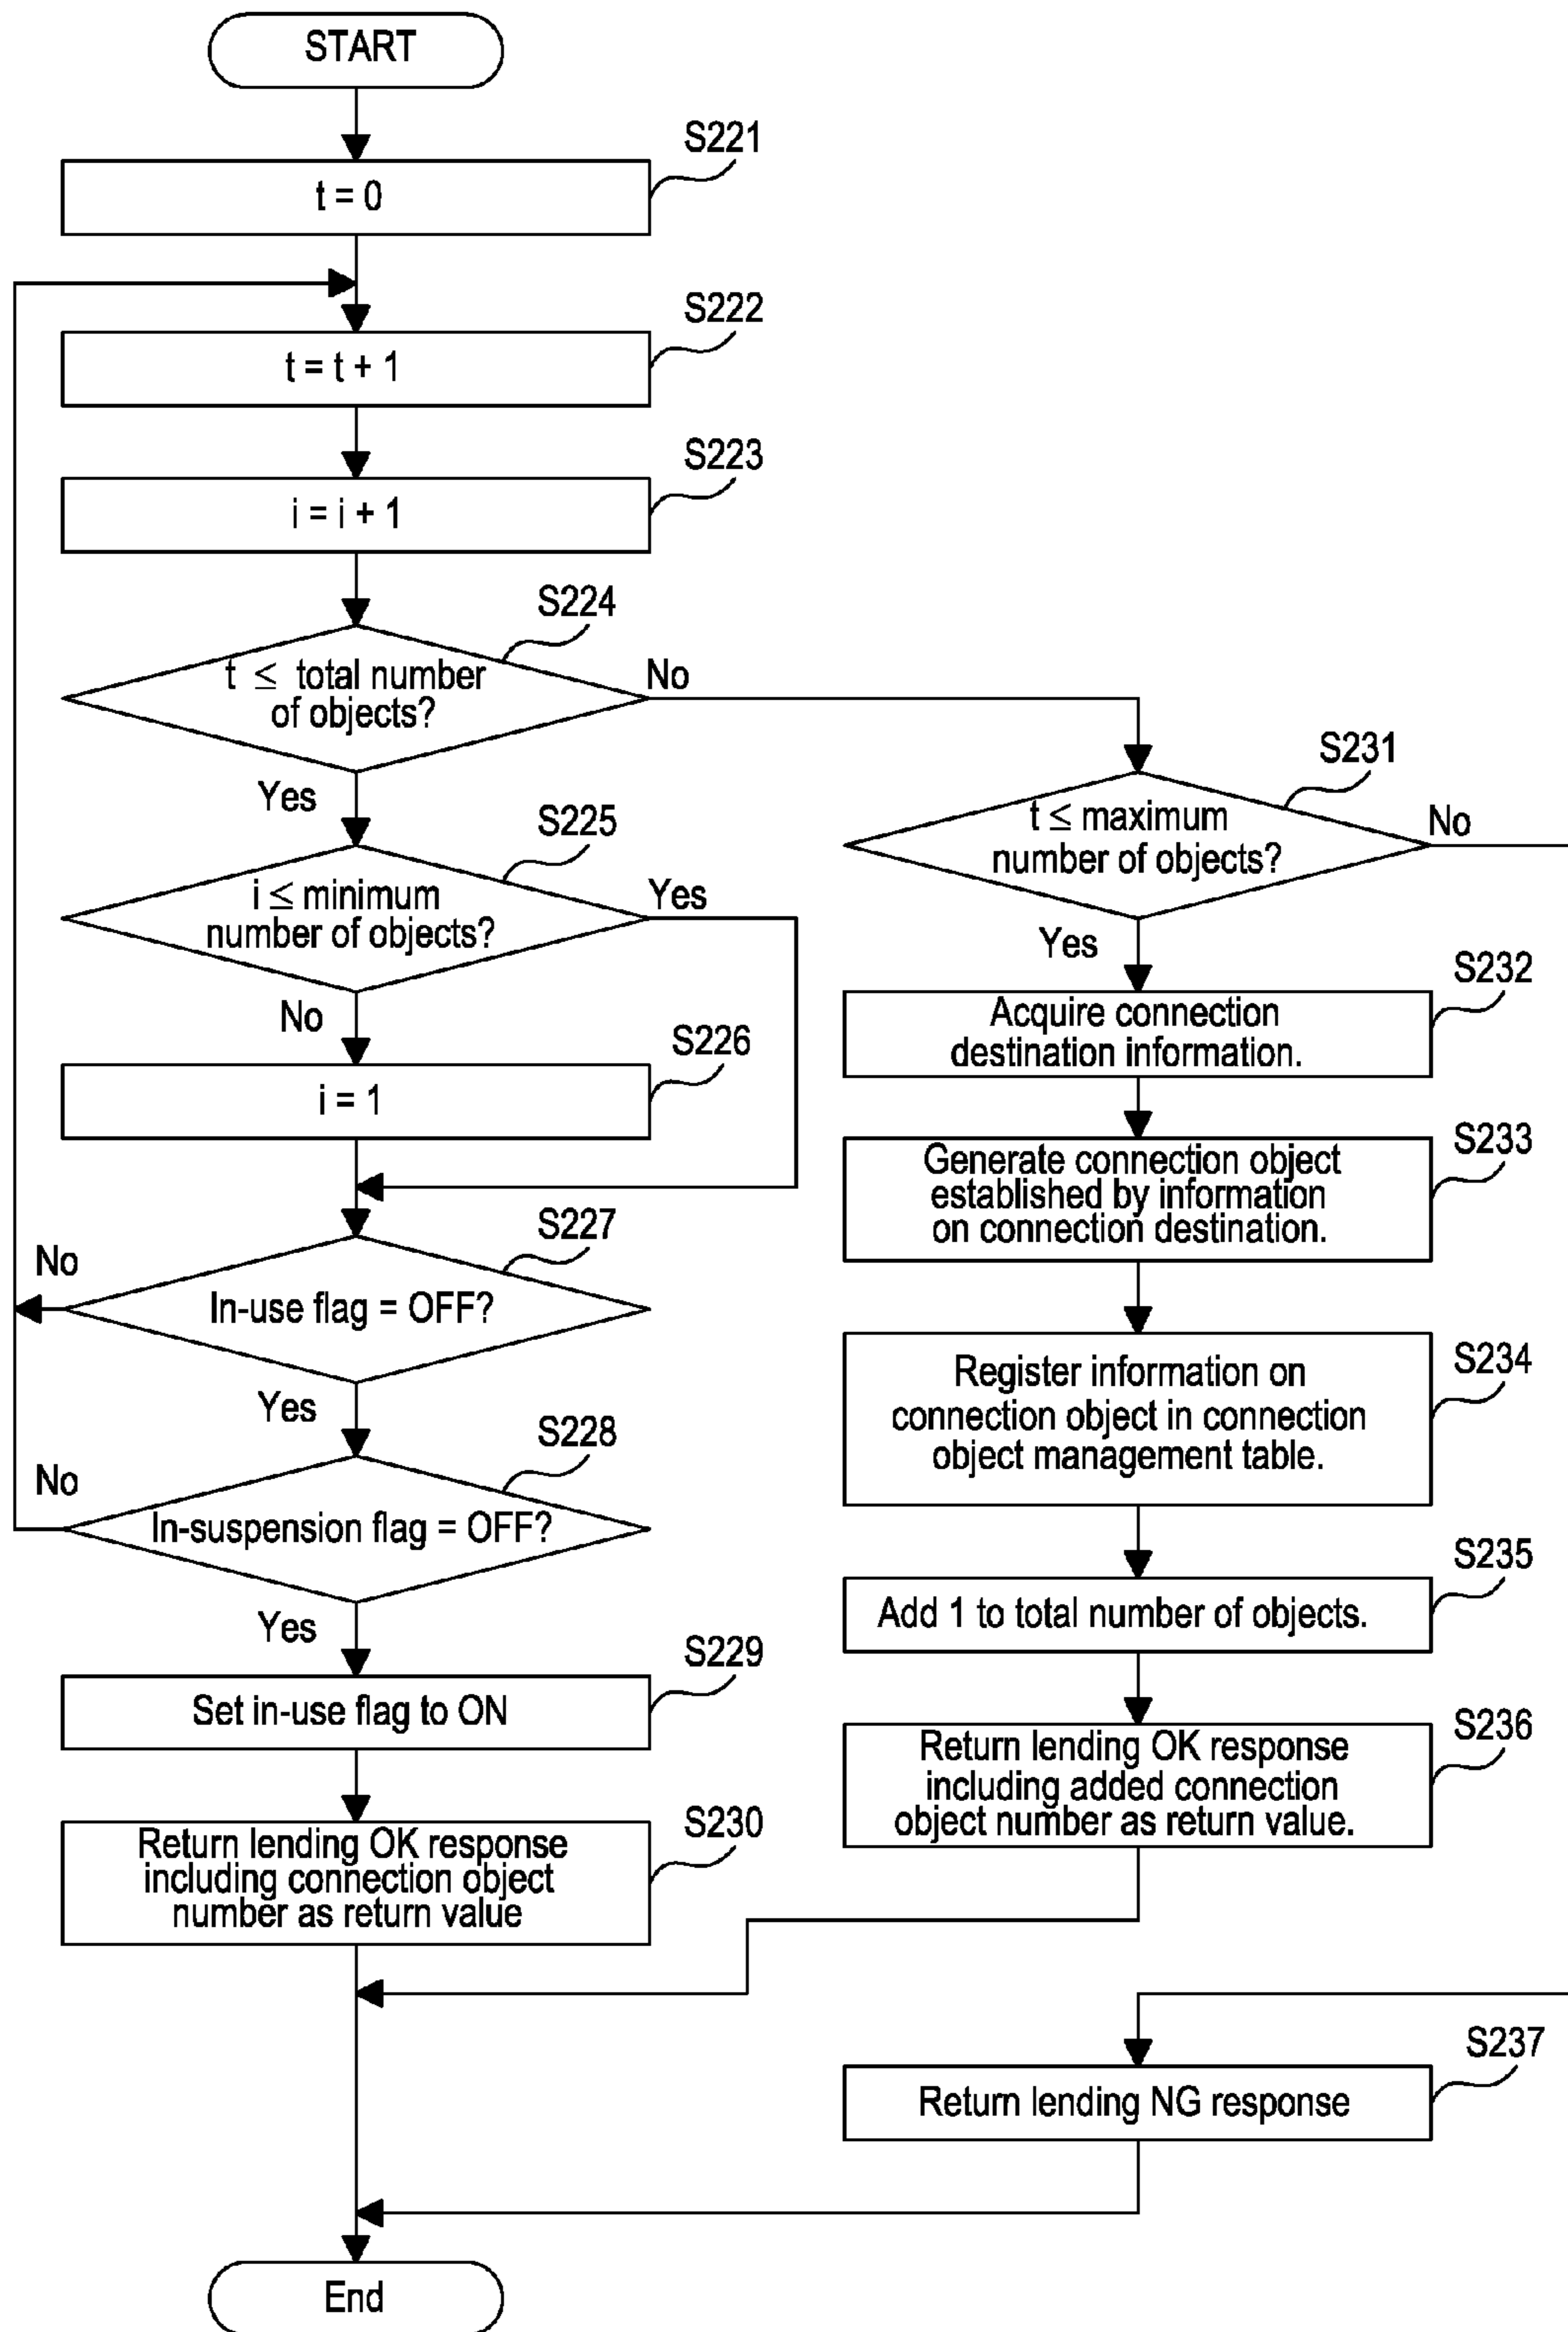 START
S221
t = 0
S222
t = t + 1
S223
i = i + 1
S224
t ≤ total number
of objects?
No
Yes
S225
i ≤ minimum
number of objects?
Yes
No
S226
i = 1
S227
In-use flag = OFF?
No
Yes
S228
In-suspension flag = OFF?
No
Yes
S229
Set in-use flag to ON
S230
Return lending OK response
including connection object
number as return value
S231
t ≤ maximum
number of objects?
No
Yes
S232
Acquire connection
destination information.
S233
Generate connection object
established by information
on connection destination.
S234
Register information on
connection object in connection
object management table.
S235
Add 1 to total number of objects.
S236
Return lending OK response
including added connection
object number as return value.
S237
Return lending NG response
End